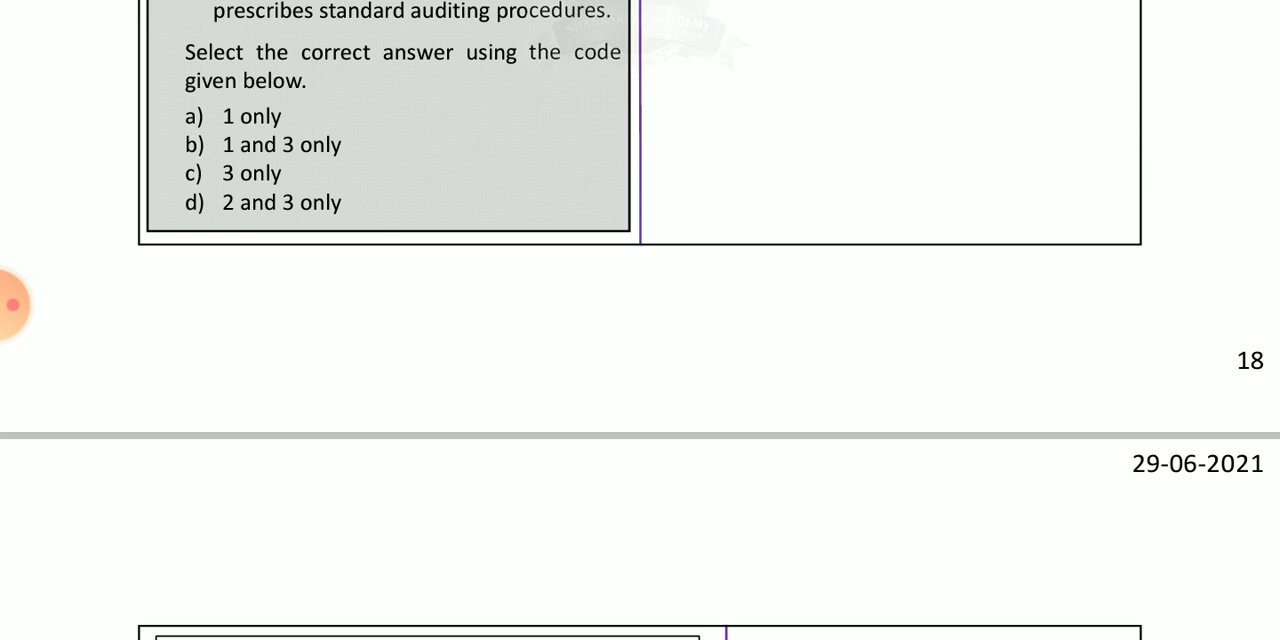 prescribes standard auditing procedures.
Select the correct answer using the code
given below.
a) 1 only
b) 1 and 3 only
c) 3 only
d) 2 and 3 only
18
29-06-2021